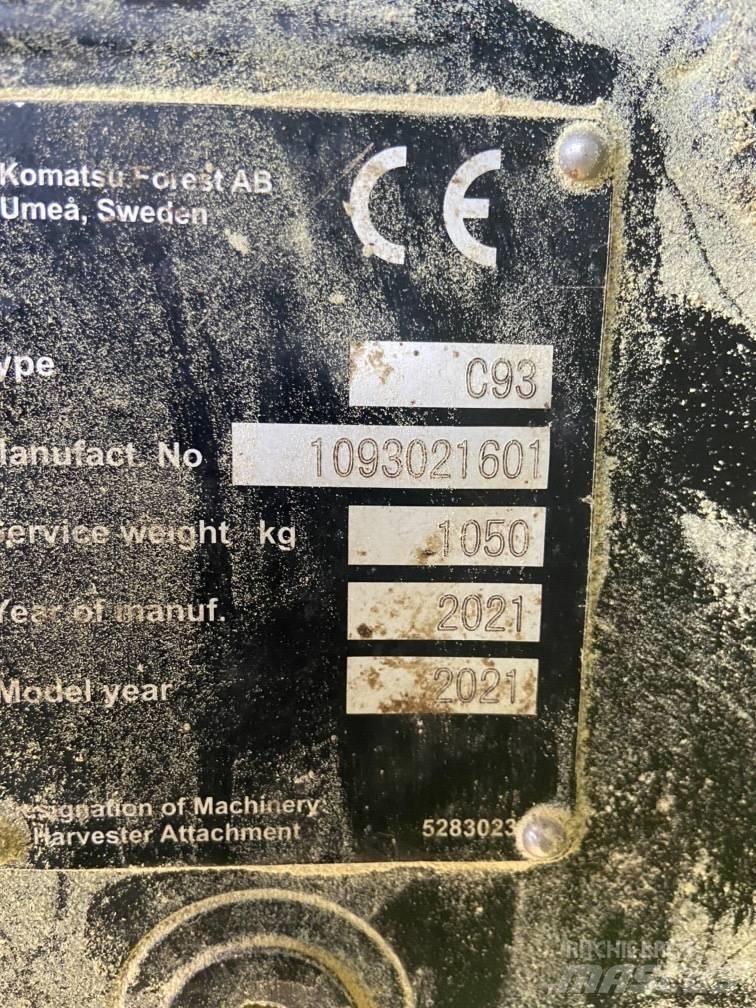 Komatsu Forest AB
Umeå, Sweden
CE
ype C93
anufact. No 1093021601
ervice weight kg 1050
Year of manuf. 2021
Model year 2021
signation of Machinery:
Harvester Attachment 5283023